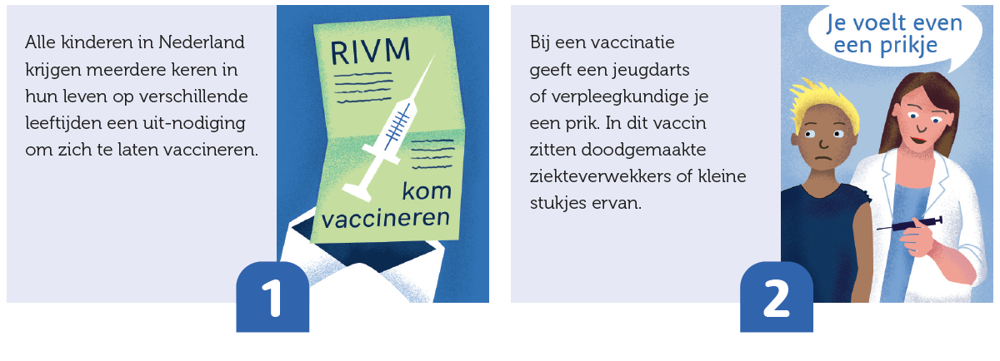 Alle kinderen in Nederland
krijgen meerdere keren in
hun leven op verschillende
leeftijden een uit-nodiging
om zich te laten vaccineren.
RIVM
kom
vaccineren
1
Bij een vaccinatie
geeft een jeugdarts
of verpleegkundige je
een prik. In dit vaccin
zitten doodgemaakte
ziekteverwekkers of kleine
stukjes ervan.
Je voelt even
een prikje
2